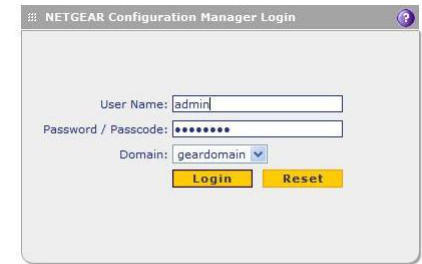 NETGEAR Configuration Manager Login
?
User Name: admin
Password / Passcode: ••••••••
Domain: geardomain
Login Reset